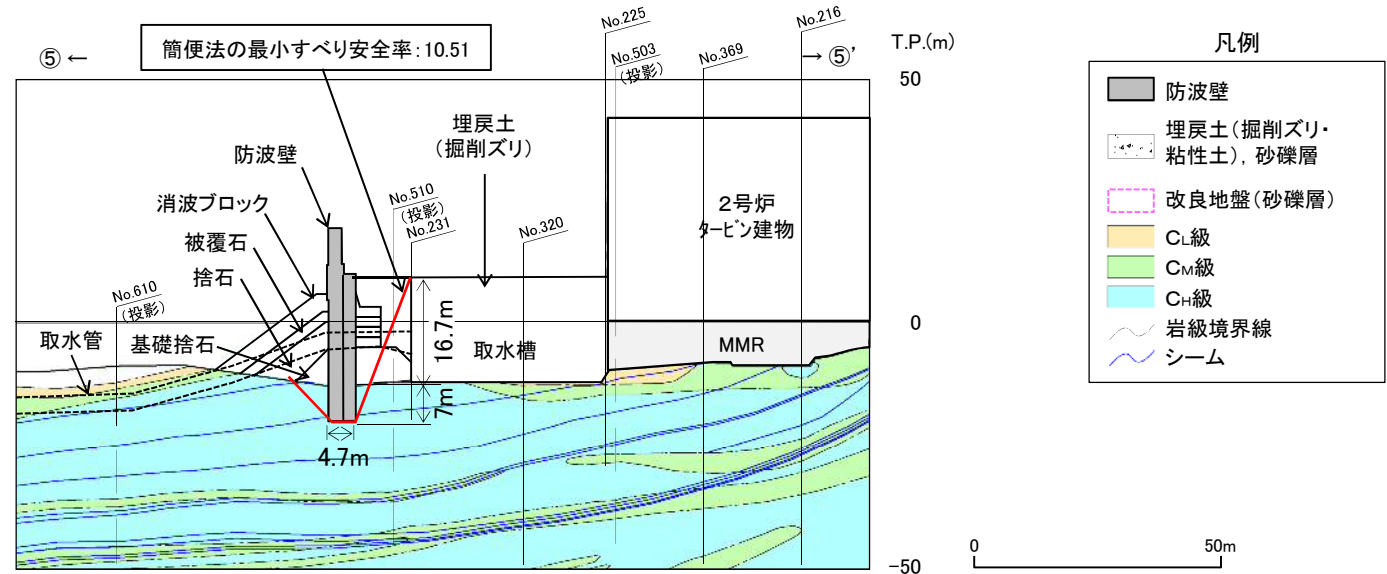 簡便法の最小すべり安全率:10.51
⑤ ←
No.225
No.503
(投影)
No.369
No.216
→ ⑤’
T.P.(m)
50
0
-50
埋戻土
(掘削ズリ)
防波壁
消波ブロック
被覆石
捨石
No.510
(投影)
No.231
No.320
2号炉
タービン建物
No.610
(投影)
取水管
基礎捨石
16.7m
取水槽
MMR
7m
4.7m
凡例
防波壁
埋戻土(掘削ズリ・
粘性土),砂礫層
改良地盤(砂礫層)
CL級
CM級
CH級
岩級境界線
シーム
0
50m